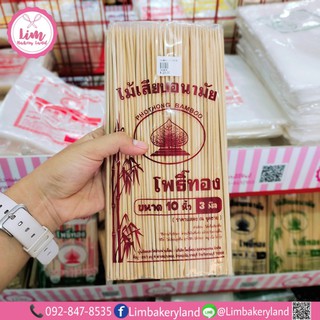 Lim
Bakery Land
ไม้เสียบอนามัย
PHOTHONG BAMBOO
โพธิ์ทอง
ขนาด 10 นิ้ว 3 มิล
092-847-8535 Limbakeryland @Limbakeryland